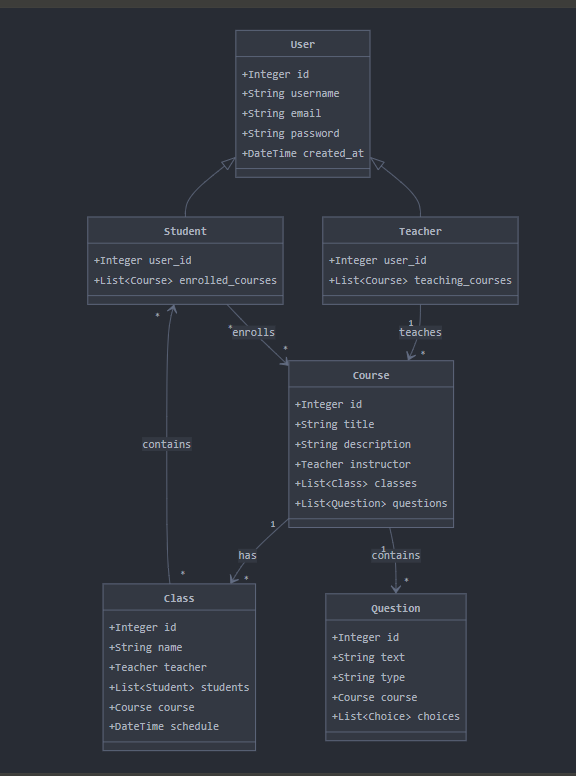 User
+Integer id
+String username
+String email
+String password
+DateTime created_at
Student
+Integer user_id
+List<Course> enrolled_courses
Teacher
+Integer user_id
+List<Course> teaching_courses
*
*
enrolls
*
1
teaches
*
Course
+Integer id
+String title
+String description
+Teacher instructor
+List<Class> classes
+List<Question> questions
contains
*
1
has
*
1
contains
*
Class
+Integer id
+String name
+Teacher teacher
+List<Student> students
+Course course
+DateTime schedule
Question
+Integer id
+String text
+String type
+Course course
+List<Choice> choices